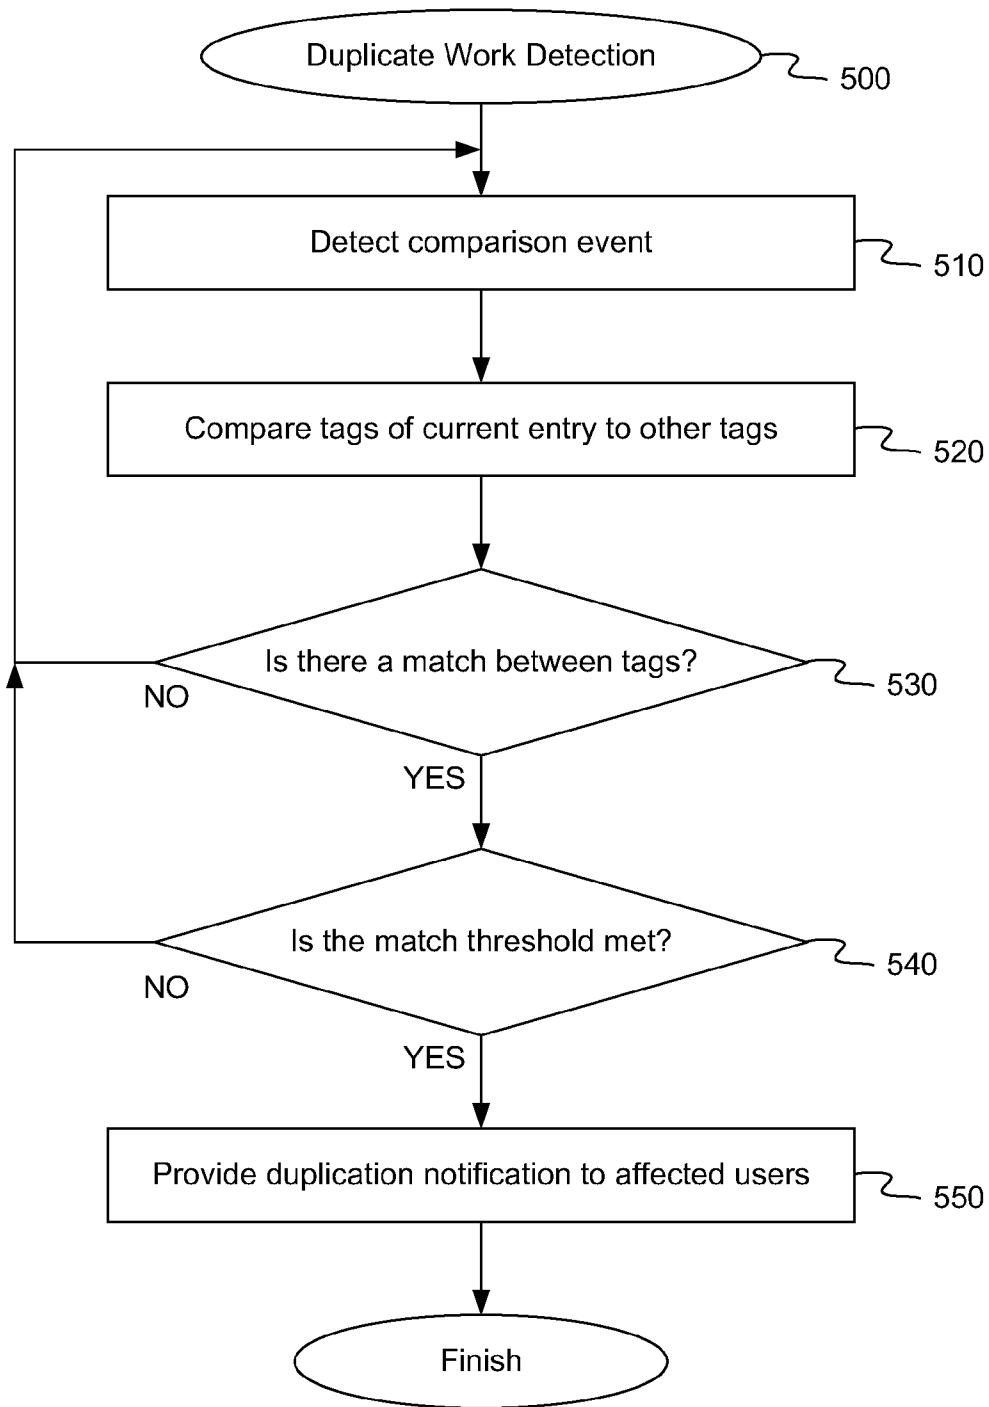 Duplicate Work Detection
500
Detect comparison event
510
Compare tags of current entry to other tags
520
Is there a match between tags?
530
NO
YES
Is the match threshold met?
540
NO
YES
Provide duplication notification to affected users
550
Finish